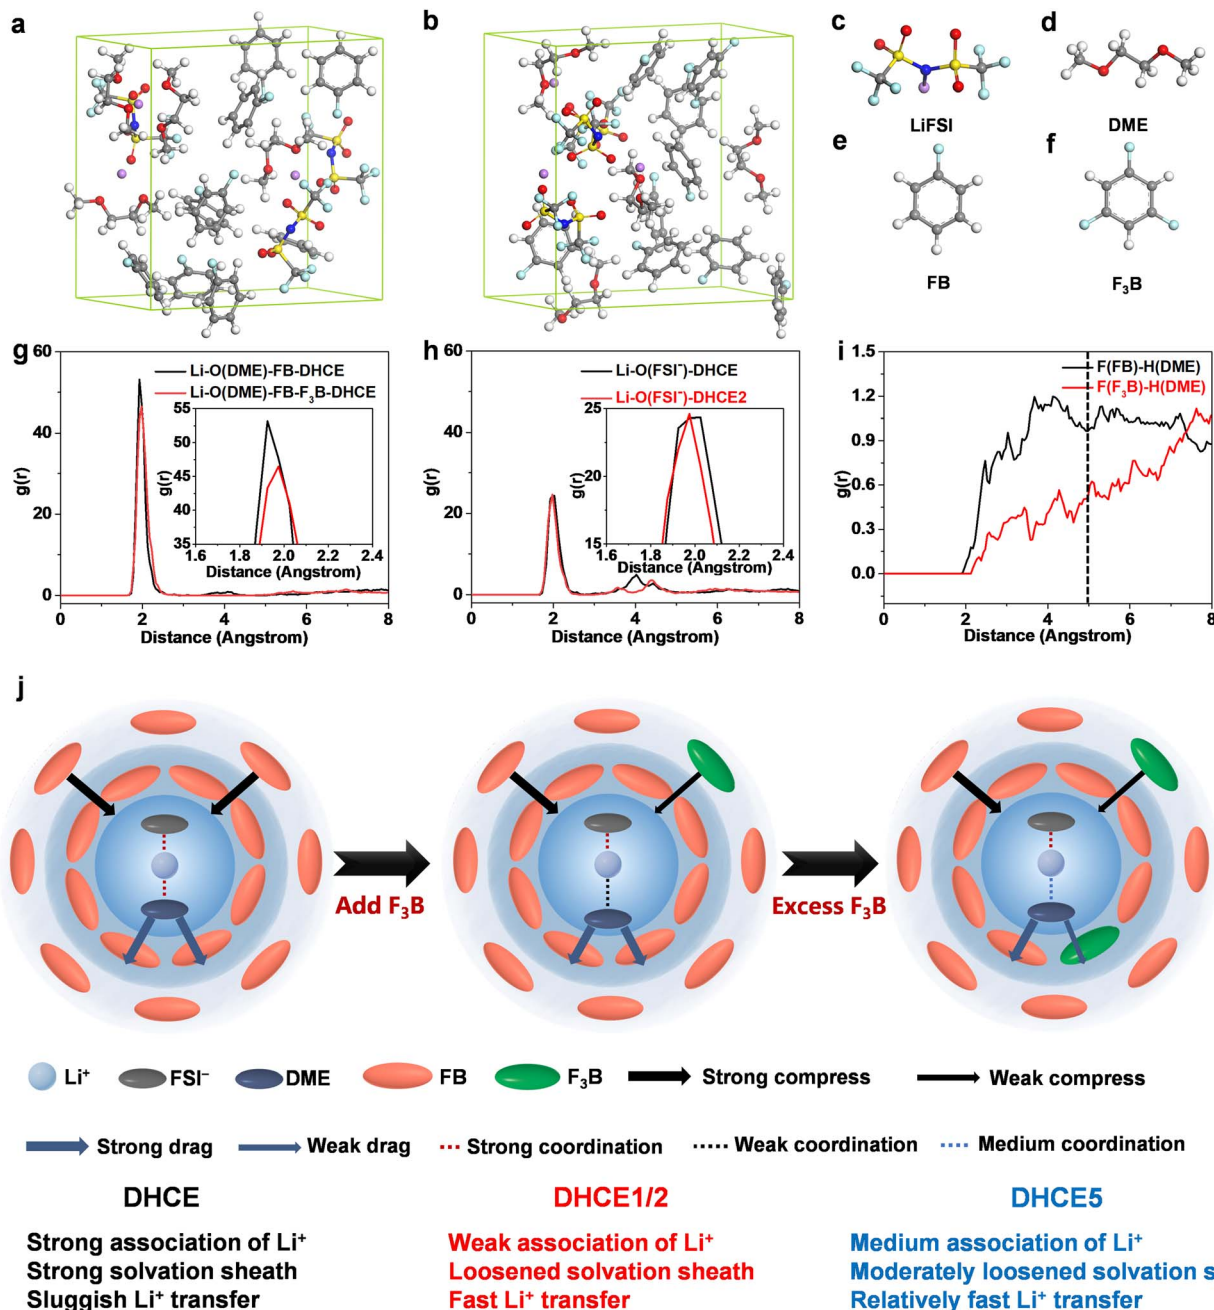 a
b
c
d
LiFSI
DME
e
f
FB
F₃B
g
60
40
20
0
g(r)
Li-O(DME)-FB-DHCE
Li-O(DME)-FB-F₃B-DHCE
55
50
45
40
35
g(r)
1.6 1.8 2.0 2.2 2.4
Distance (Angstrom)
0 2 4 6 8
Distance (Angstrom)
h
60
40
20
0
g(r)
Li-O(FSI⁻)-DHCE
Li-O(FSI⁻)-DHCE2
25
20
15
g(r)
1.6 1.8 2.0 2.2 2.4
Distance (Angstrom)
0 2 4 6 8
Distance (Angstrom)
i
1.5
1.2
0.9
0.6
0.3
0.0
g(r)
F(FB)-H(DME)
F(F₃B)-H(DME)
0 2 4 6 8
Distance (Angstrom)
j
Add F₃B
Excess F₃B
Li⁺ FSI⁻ DME FB F₃B Strong compress Weak compress
Strong drag Weak drag Strong coordination Weak coordination Medium coordination
DHCE
Strong association of Li⁺
Strong solvation sheath
Sluggish Li⁺ transfer
DHCE1/2
Weak association of Li⁺
Loosened solvation sheath
Fast Li⁺ transfer
DHCE5
Medium association of Li⁺
Moderately loosened solvation s
Relatively fast Li⁺ transfer